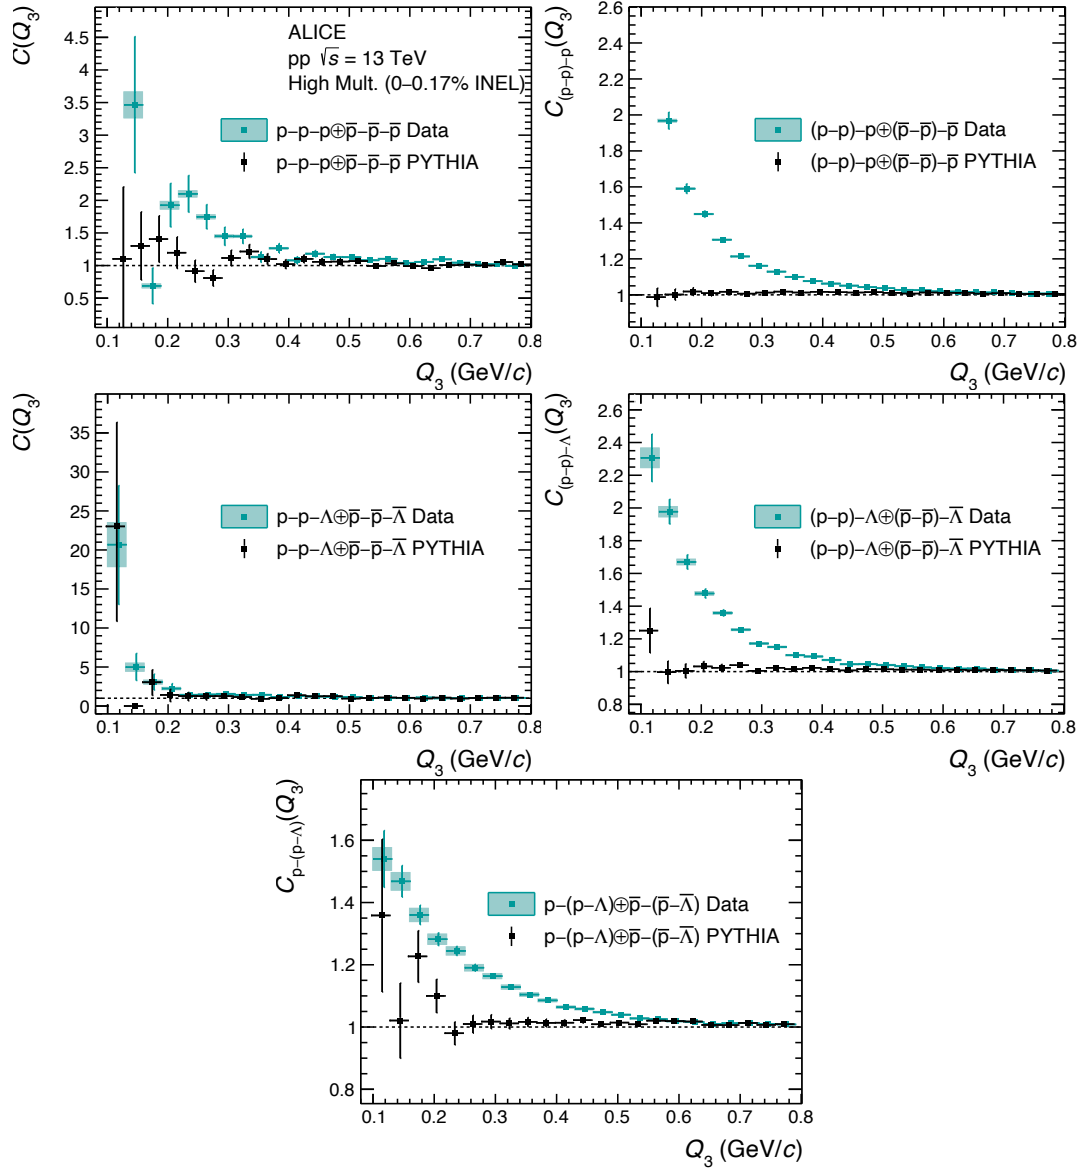 C(Q₃)
ALICE
pp √s = 13 TeV
High Mult. (0–0.17% INEL)
p–p–p⊕p̅–p̅–p̅ Data
p–p–p⊕p̅–p̅–p̅ PYTHIA
4.5
4
3.5
3
2.5
2
1.5
1
0.5
0.1 0.2 0.3 0.4 0.5 0.6 0.7 0.8
Q₃ (GeV/c)
C₍p–p₎–p(Q₃)
(p–p)–p⊕(p̅–p̅)–p̅ Data
(p–p)–p⊕(p̅–p̅)–p̅ PYTHIA
2.6
2.4
2.2
2
1.8
1.6
1.4
1.2
1
0.1 0.2 0.3 0.4 0.5 0.6 0.7 0.8
Q₃ (GeV/c)
C(Q₃)
p–p–Λ⊕p̅–p̅–Λ̅ Data
p–p–Λ⊕p̅–p̅–Λ̅ PYTHIA
35
30
25
20
15
10
5
0
0.1 0.2 0.3 0.4 0.5 0.6 0.7 0.8
Q₃ (GeV/c)
C₍p–p₎–Λ(Q₃)
(p–p)–Λ⊕(p̅–p̅)–Λ̅ Data
(p–p)–Λ⊕(p̅–p̅)–Λ̅ PYTHIA
2.6
2.4
2.2
2
1.8
1.6
1.4
1.2
1
0.8
0.1 0.2 0.3 0.4 0.5 0.6 0.7 0.8
Q₃ (GeV/c)
Cp–(p–Λ)(Q₃)
p–(p–Λ)⊕p̅–(p̅–Λ̅) Data
p–(p–Λ)⊕p̅–(p̅–Λ̅) PYTHIA
1.6
1.4
1.2
1
0.8
0.1 0.2 0.3 0.4 0.5 0.6 0.7 0.8
Q₃ (GeV/c)